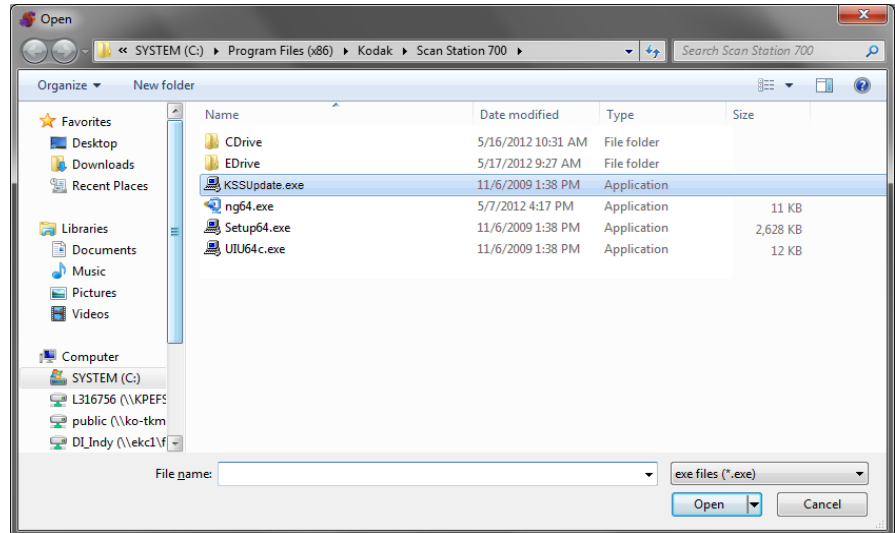 Open
« SYSTEM (C:) ▸ Program Files (x86) ▸ Kodak ▸ Scan Station 700 ▸
Search Scan Station 700
Organize ▾ New folder
Favorites
Desktop
Downloads
Recent Places
Libraries
Documents
Music
Pictures
Videos
Computer
SYSTEM (C:)
L316756 (\\KPEFS
public (\\ko-tkm
DI_Indy (\\ekc1\f
Name Date modified Type Size
CDrive 5/16/2012 10:31 AM File folder
EDrive 5/17/2012 9:27 AM File folder
KSSUpdate.exe 11/6/2009 1:38 PM Application
ng64.exe 5/7/2012 4:17 PM Application 11 KB
Setup64.exe 11/6/2009 1:38 PM Application 2,628 KB
UIU64c.exe 11/6/2009 1:38 PM Application 12 KB
File name:
exe files (*.exe)
Open Cancel